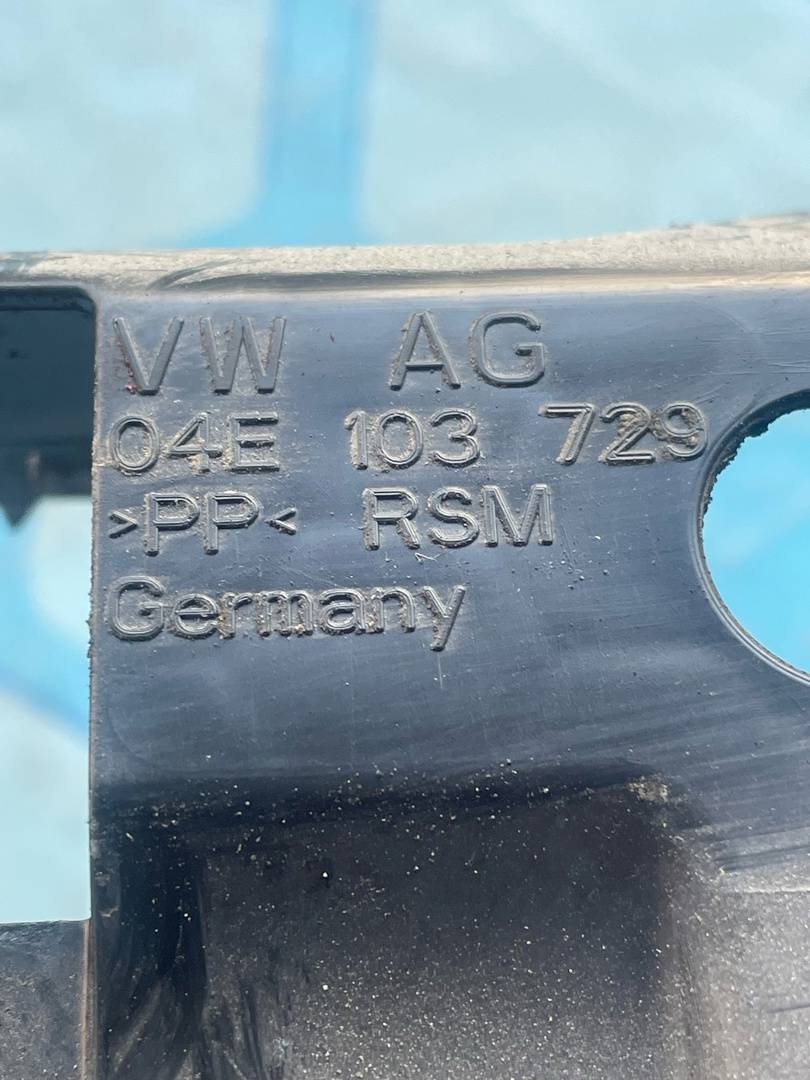 VW AG
04E 103 729
>PP< RSM
Germany